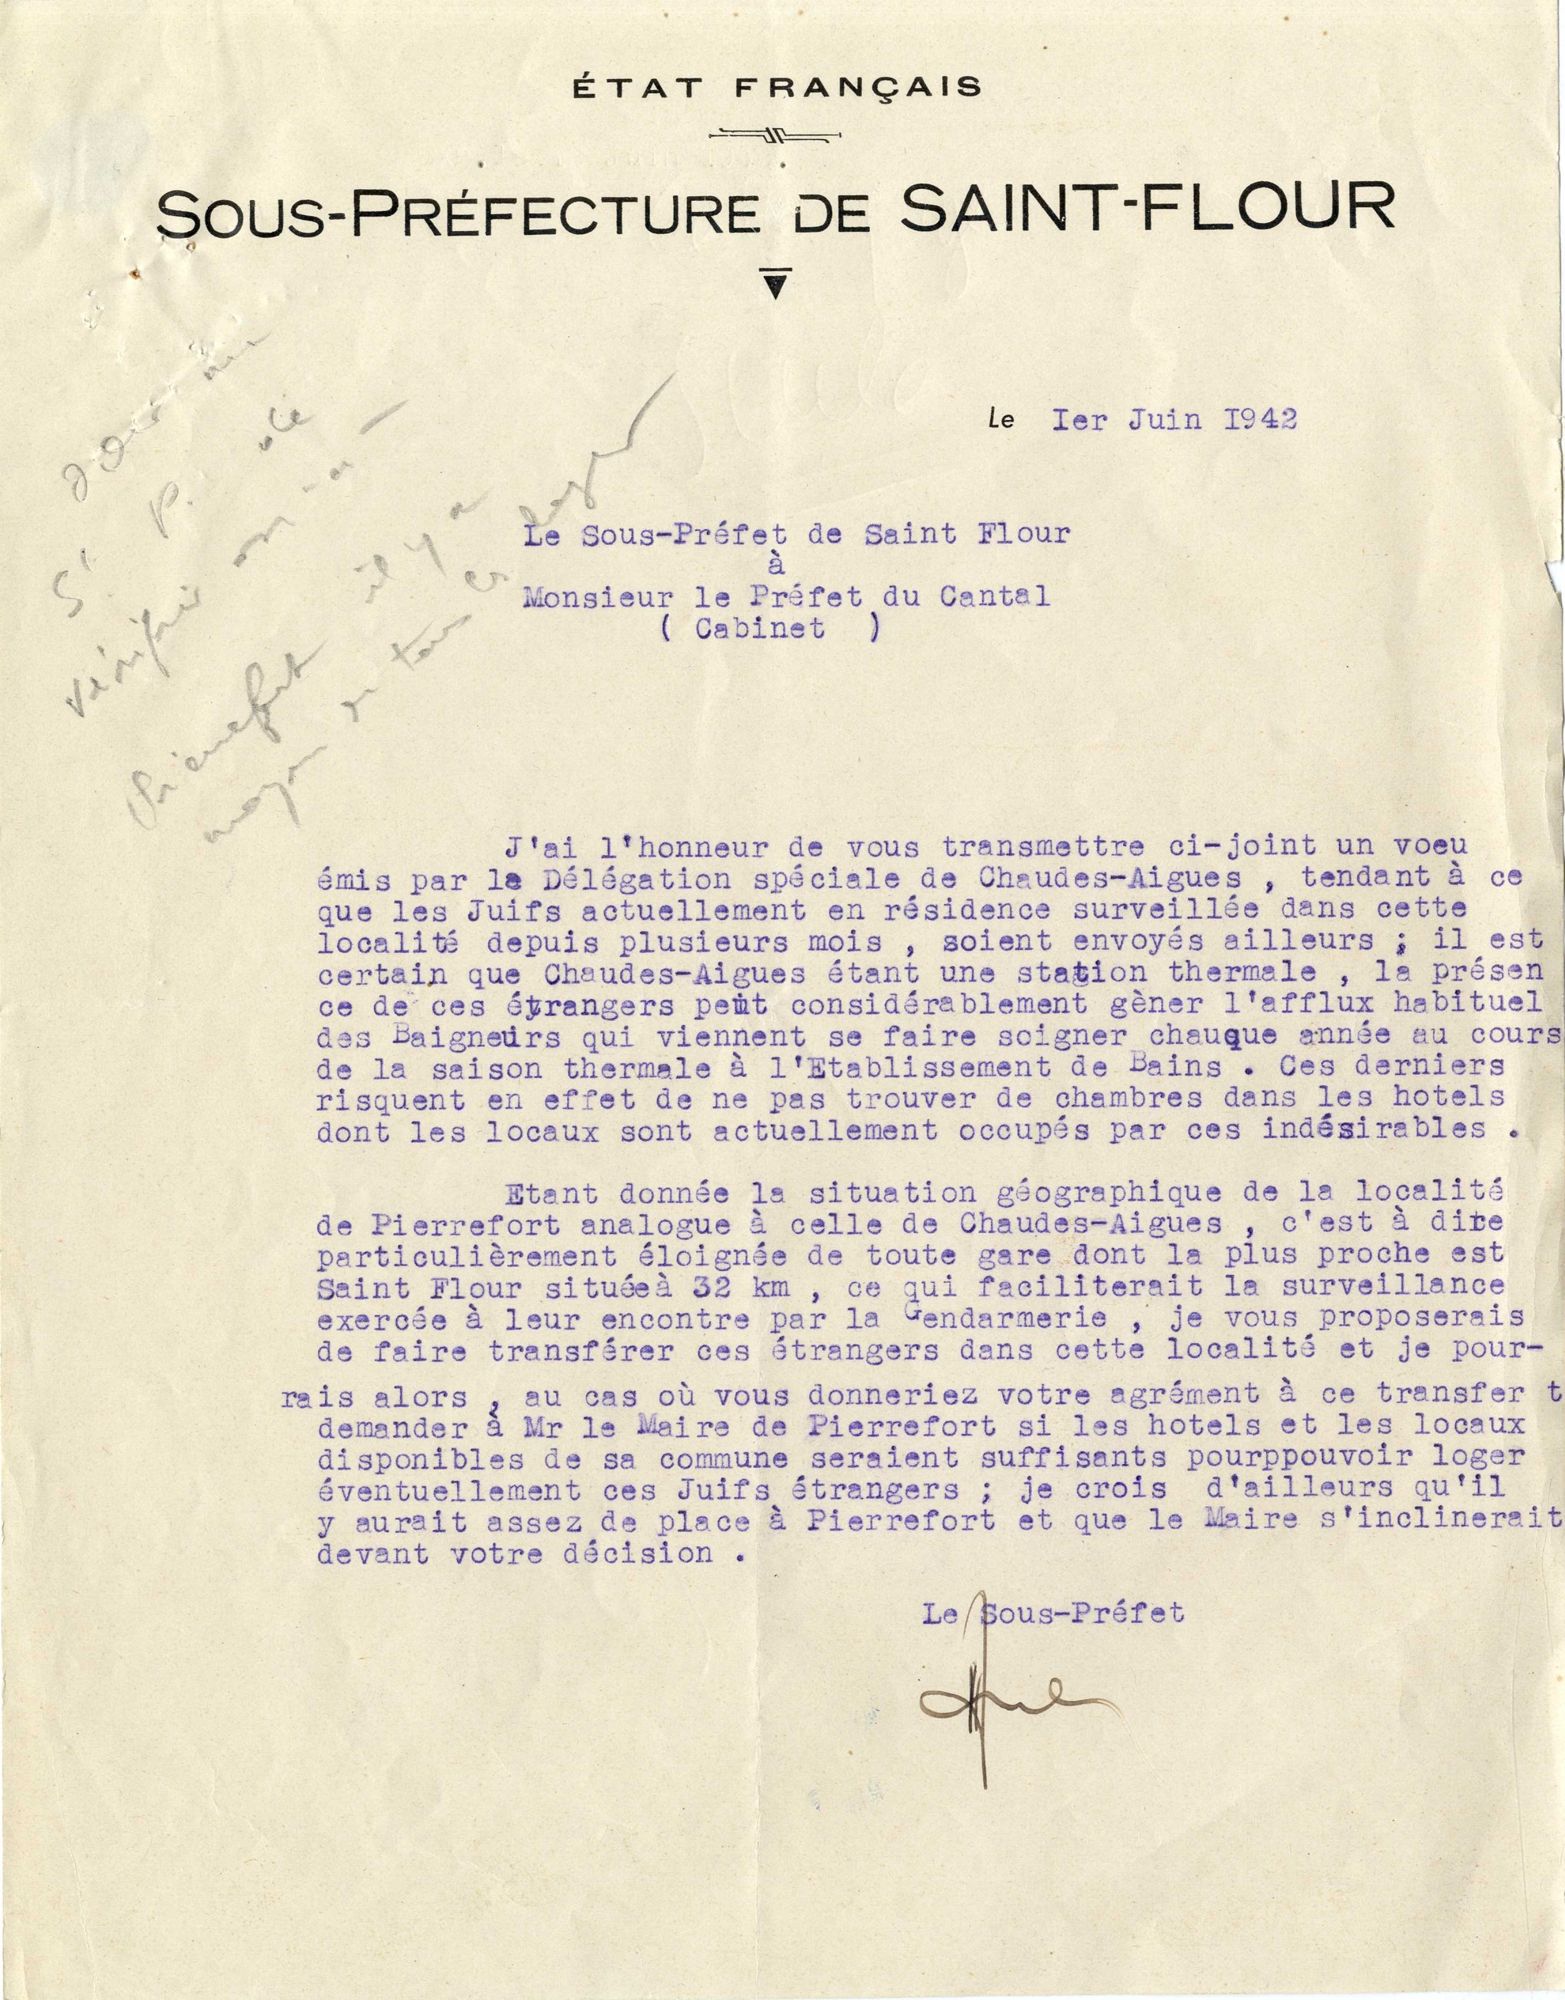 ÉTAT FRANÇAIS
SOUS-PRÉFECTURE DE SAINT-FLOUR
Le Ier Juin I942
S. P. de
vérifier si à
Pierrefort il y a
moyen de tous les loger
Le Sous-Préfet de Saint Flour
à
Monsieur le Préfet du Cantal
( Cabinet )
J'ai l'honneur de vous transmettre ci-joint un voeu
émis par la Délégation spéciale de Chaudes-Aigues , tendant à ce
que les Juifs actuellement en résidence surveillée dans cette
localité depuis plusieurs mois , soient envoyés ailleurs ; il est
certain que Chaudes-Aigues étant une station thermale , la présen
ce de ces étrangers peut considérablement gèner l'afflux habituel
des Baigneurs qui viennent se faire soigner chauque année au cours
de la saison thermale à l'Etablissement de Bains . Ces derniers
risquent en effet de ne pas trouver de chambres dans les hotels
dont les locaux sont actuellement occupés par ces indésirables .
Etant donnée la situation géographique de la localité
de Pierrefort analogue à celle de Chaudes-Aigues , c'est à dire
particulièrement éloignée de toute gare dont la plus proche est
Saint Flour situéeà 32 km , ce qui faciliterait la surveillance
exercée à leur encontre par la Gendarmerie , je vous proposerais
de faire transférer ces étrangers dans cette localité et je pour-
rais alors , au cas où vous donneriez votre agrément à ce transfer t
demander à Mr le Maire de Pierrefort si les hotels et les locaux
disponibles de sa commune seraient suffisants pourppouvoir loger
éventuellement ces Juifs étrangers ; je crois d'ailleurs qu'il
y aurait assez de place à Pierrefort et que le Maire s'inclinerait
devant votre décision .
Le Sous-Préfet